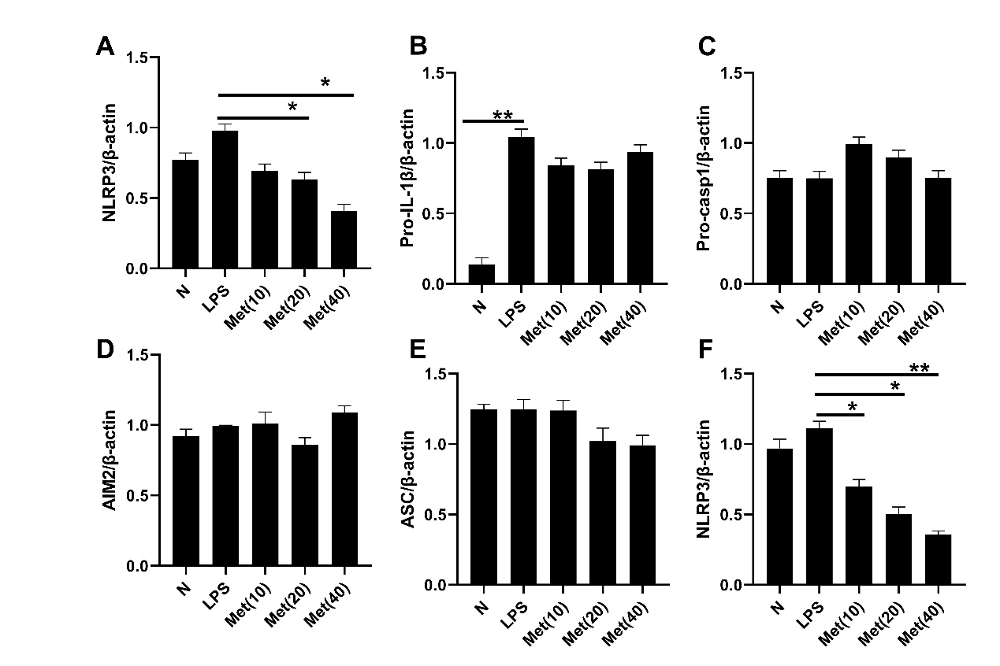 A
NLRP3/β-actin
1.5
1.0
0.5
0.0
*
*
N
LPS
Met(10)
Met(20)
Met(40)
B
Pro-IL-1β/β-actin
1.5
1.0
0.5
0.0
**
N
LPS
Met(10)
Met(20)
Met(40)
C
Pro-casp1/β-actin
1.5
1.0
0.5
0.0
N
LPS
Met(10)
Met(20)
Met(40)
D
AIM2/β-actin
1.5
1.0
0.5
0.0
N
LPS
Met(10)
Met(20)
Met(40)
E
ASC/β-actin
1.5
1.0
0.5
0.0
N
LPS
Met(10)
Met(20)
Met(40)
F
NLRP3/β-actin
1.5
1.0
0.5
0.0
**
*
*
N
LPS
Met(10)
Met(20)
Met(40)